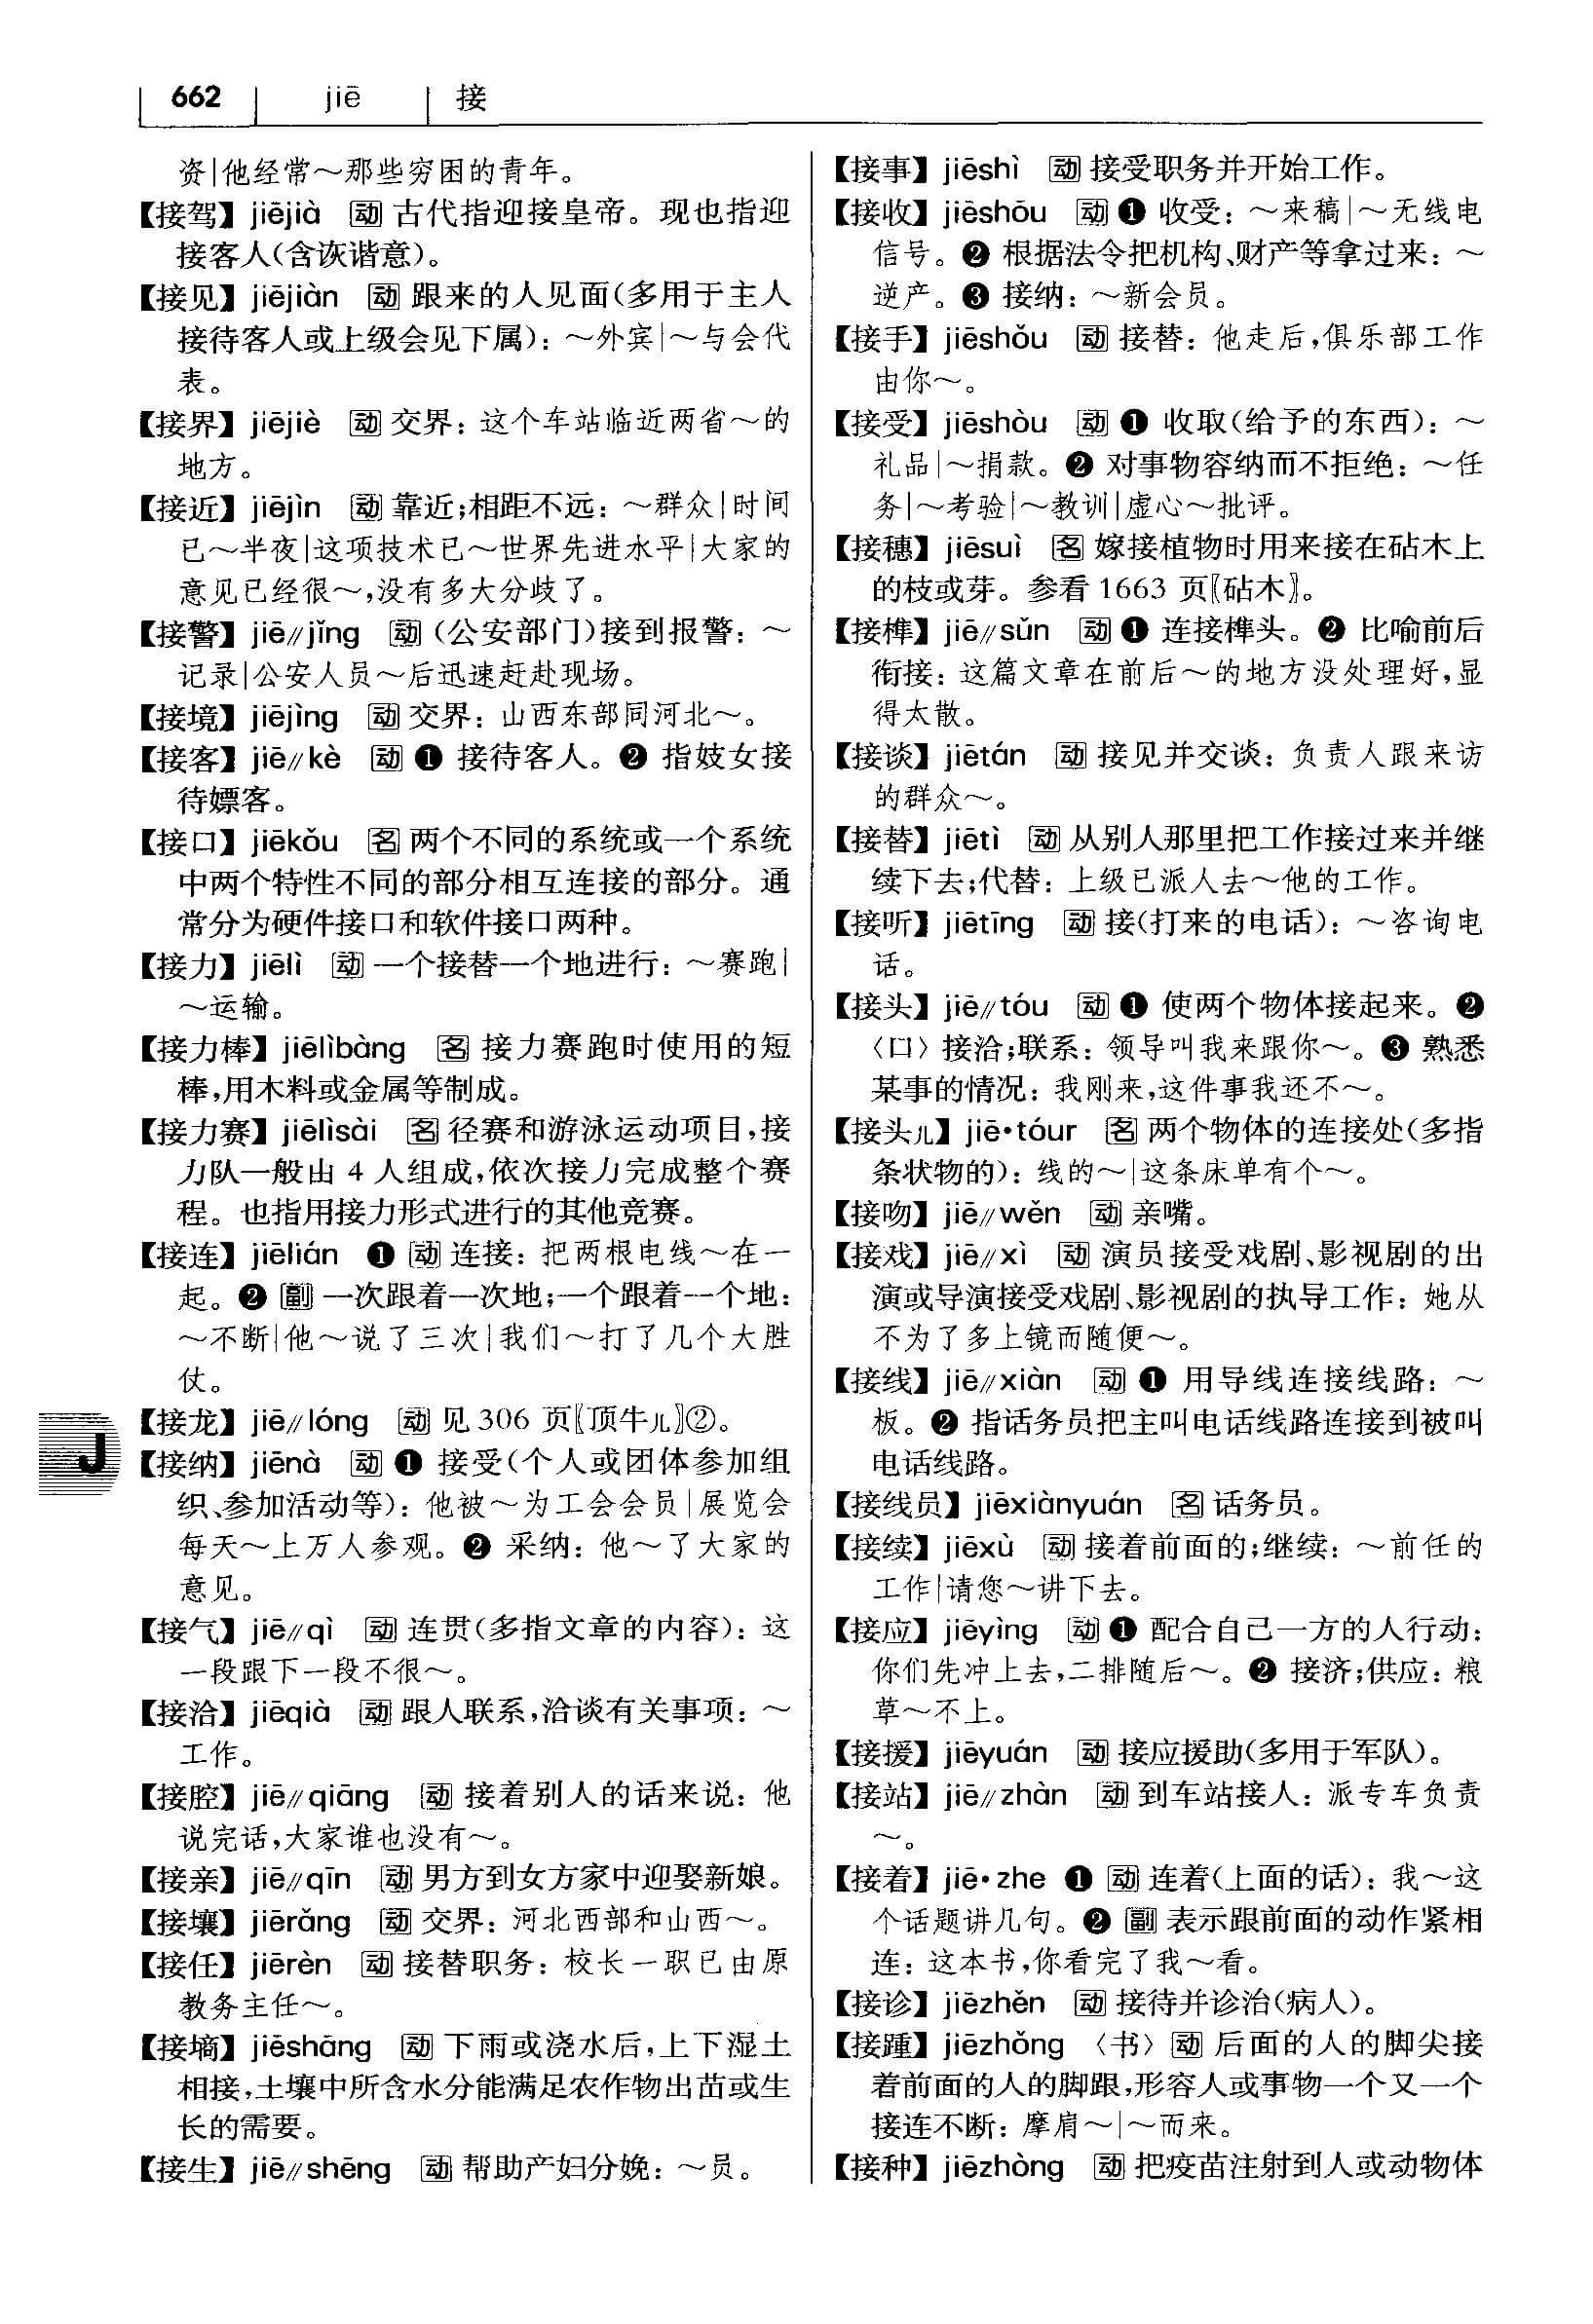 662 jiē 接
资|他经常～那些穷困的青年。
【接驾】jiējià 动 古代指迎接皇帝。现也指迎
接客人(含诙谐意)。
【接见】jiējiàn 动 跟来的人见面(多用于主人
接待客人或上级会见下属)：～外宾|～与会代
表。
【接界】jiējiè 动 交界：这个车站临近两省～的
地方。
【接近】jiējìn 动 靠近;相距不远：～群众|时间
已～半夜|这项技术已～世界先进水平|大家的
意见已经很～,没有多大分歧了。
【接警】jiē//jǐng 动 (公安部门)接到报警：～
记录|公安人员～后迅速赶赴现场。
【接境】jiējìng 动 交界：山西东部同河北～。
【接客】jiē//kè 动 ❶ 接待客人。❷ 指妓女接
待嫖客。
【接口】jiēkǒu 名 两个不同的系统或一个系统
中两个特性不同的部分相互连接的部分。通
常分为硬件接口和软件接口两种。
【接力】jiēlì 动 一个接替一个地进行：～赛跑|
～运输。
【接力棒】jiēlìbàng 名 接力赛跑时使用的短
棒,用木料或金属等制成。
【接力赛】jiēlìsài 名 径赛和游泳运动项目,接
力队一般由 4 人组成,依次接力完成整个赛
程。也指用接力形式进行的其他竞赛。
【接连】jiēlián ❶ 动 连接：把两根电线～在一
起。❷ 副 一次跟着一次地;一个跟着一个地：
～不断|他～说了三次|我们～打了几个大胜
仗。
【接龙】jiē//lóng 动 见 306 页〖顶牛儿〗②。
【接纳】jiēnà 动 ❶ 接受(个人或团体参加组
织、参加活动等)：他被～为工会会员|展览会
每天～上万人参观。❷ 采纳：他～了大家的
意见。
【接气】jiē//qì 动 连贯(多指文章的内容)：这
一段跟下一段不很～。
【接洽】jiēqià 动 跟人联系,洽谈有关事项：～
工作。
【接腔】jiē//qiāng 动 接着别人的话来说：他
说完话,大家谁也没有～。
【接亲】jiē//qīn 动 男方到女方家中迎娶新娘。
【接壤】jiērǎng 动 交界：河北西部和山西～。
【接任】jiērèn 动 接替职务：校长一职已由原
教务主任～。
【接墒】jiēshāng 动 下雨或浇水后,上下湿土
相接,土壤中所含水分能满足农作物出苗或生
长的需要。
【接生】jiē//shēng 动 帮助产妇分娩：～员。
J
【接事】jiēshì 动 接受职务并开始工作。
【接收】jiēshōu 动 ❶ 收受：～来稿|～无线电
信号。❷ 根据法令把机构、财产等拿过来：～
逆产。❸ 接纳：～新会员。
【接手】jiēshǒu 动 接替：他走后,俱乐部工作
由你～。
【接受】jiēshòu 动 ❶ 收取(给予的东西)：～
礼品|～捐款。❷ 对事物容纳而不拒绝：～任
务|～考验|～教训|虚心～批评。
【接穗】jiēsuì 名 嫁接植物时用来接在砧木上
的枝或芽。参看 1663 页〖砧木〗。
【接榫】jiē//sǔn 动 ❶ 连接榫头。❷ 比喻前后
衔接：这篇文章在前后～的地方没处理好,显
得太散。
【接谈】jiētán 动 接见并交谈：负责人跟来访
的群众～。
【接替】jiētì 动 从别人那里把工作接过来并继
续下去;代替：上级已派人去～他的工作。
【接听】jiētīng 动 接(打来的电话)：～咨询电
话。
【接头】jiē//tóu 动 ❶ 使两个物体接起来。❷
〈口〉接洽;联系：领导叫我来跟你～。❸ 熟悉
某事的情况：我刚来,这件事我还不～。
【接头儿】jiē•tóur 名 两个物体的连接处(多指
条状物的)：线的～|这条床单有个～。
【接吻】jiē//wěn 动 亲嘴。
【接戏】jiē//xì 动 演员接受戏剧、影视剧的出
演或导演接受戏剧、影视剧的执导工作：她从
不为了多上镜而随便～。
【接线】jiē//xiàn 动 ❶ 用导线连接线路：～
板。❷ 指话务员把主叫电话线路连接到被叫
电话线路。
【接线员】jiēxiànyuán 名 话务员。
【接续】jiēxù 动 接着前面的;继续：～前任的
工作|请您～讲下去。
【接应】jiēyìng 动 ❶ 配合自己一方的人行动：
你们先冲上去,二排随后～。❷ 接济;供应：粮
草～不上。
【接援】jiēyuán 动 接应援助(多用于军队)。
【接站】jiē//zhàn 动 到车站接人：派专车负责
～。
【接着】jiē•zhe ❶ 动 连着(上面的话)：我～这
个话题讲几句。❷ 副 表示跟前面的动作紧相
连：这本书,你看完了我～看。
【接诊】jiēzhěn 动 接待并诊治(病人)。
【接踵】jiēzhǒng 〈书〉动 后面的人的脚尖接
着前面的人的脚跟,形容人或事物一个又一个
接连不断：摩肩～|～而来。
【接种】jiēzhòng 动 把疫苗注射到人或动物体